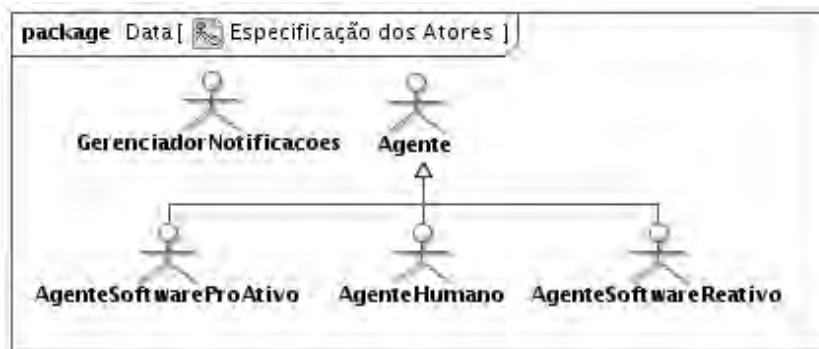 package Data [ Especificação dos Atores ]
GerenciadorNotificacoes Agente
AgenteSoftwareProAtivo AgenteHumano AgenteSoftwareReativo